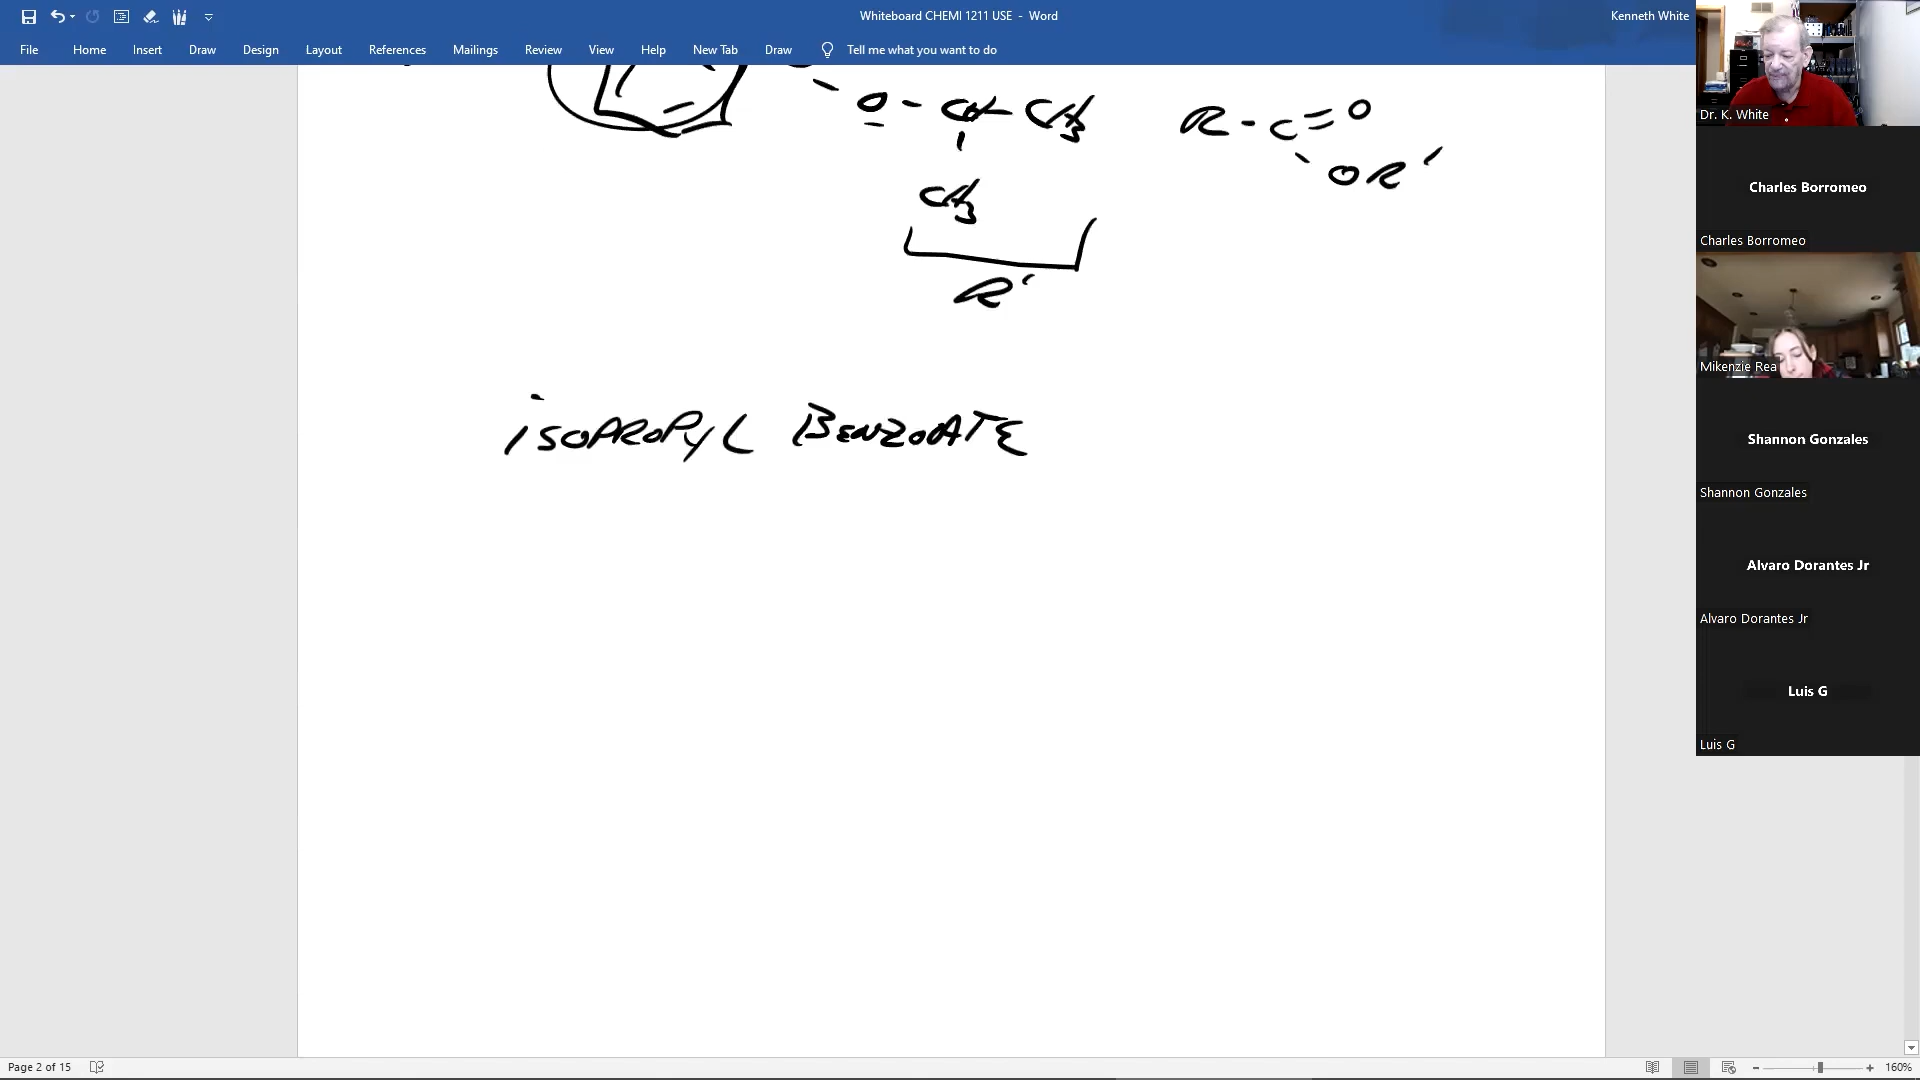 Whiteboard CHEMI 1211 USE - Word
Kenneth White
File Home Insert Draw Design Layout References Mailings Review View Help New Tab Draw Tell me what you want to do
O - CH - CH3
CH3
R'
R - C = O
OR'
isoPROPYL BENZOATE
Dr. K. White
Charles Borromeo
Charles Borromeo
Mikenzie Rea
Shannon Gonzales
Shannon Gonzales
Alvaro Dorantes Jr
Alvaro Dorantes Jr
Luis G
Luis G
Page 2 of 15
160%